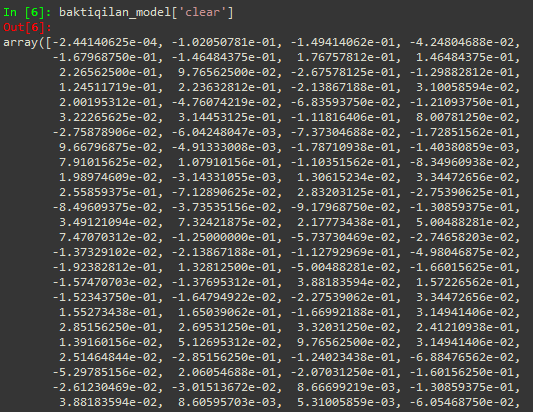 In [6]: baktiqilan_model['clear']
Out[6]:
array([-2.44140625e-04, -1.02050781e-01, -1.49414062e-01, -4.24804688e-02,
-1.67968750e-01, -1.46484375e-01, 1.76757812e-01, 1.46484375e-01,
2.26562500e-01, 9.76562500e-02, -2.67578125e-01, -1.29882812e-01,
1.24511719e-01, 2.23632812e-01, -2.13867188e-01, 3.10058594e-02,
2.00195312e-01, -4.76074219e-02, -6.83593750e-02, -1.21093750e-01,
3.22265625e-02, 3.14453125e-01, -1.11816406e-01, 8.00781250e-02,
-2.75878906e-02, -6.04248047e-03, -7.37304688e-02, -1.72851562e-01,
9.66796875e-02, -4.91333008e-03, -1.78710938e-01, -1.40380859e-03,
7.91015625e-02, 1.07910156e-01, -1.10351562e-01, -8.34960938e-02,
1.98974609e-02, -3.14331055e-03, 1.30615234e-02, 3.34472656e-02,
2.55859375e-01, -7.12890625e-02, 2.83203125e-01, -2.75390625e-01,
-8.49609375e-02, -3.73535156e-02, -9.17968750e-02, -1.30859375e-01,
3.49121094e-02, 7.32421875e-02, 2.17773438e-01, 5.00488281e-02,
7.47070312e-02, -1.25000000e-01, -5.73730469e-02, -2.74658203e-02,
-1.37329102e-02, -2.13867188e-01, -1.12792969e-01, -4.98046875e-02,
-1.92382812e-01, 1.32812500e-01, -5.00488281e-02, -1.66015625e-01,
-1.57470703e-02, -1.37695312e-01, 3.88183594e-02, 1.57226562e-01,
-1.52343750e-01, -1.64794922e-02, -2.27539062e-01, 3.34472656e-02,
1.55273438e-01, 1.65039062e-01, -1.66992188e-01, 3.14941406e-02,
2.85156250e-01, 2.69531250e-01, 3.32031250e-02, 2.41210938e-01,
1.39160156e-02, 5.12695312e-02, 9.76562500e-02, 3.14941406e-02,
2.51464844e-02, -2.85156250e-01, -1.24023438e-01, -6.88476562e-02,
-5.29785156e-02, 2.06054688e-01, -2.07031250e-01, -1.60156250e-01,
-2.61230469e-02, -3.01513672e-02, 8.66699219e-03, -1.30859375e-01,
3.88183594e-02, 8.60595703e-03, 5.31005859e-03, -6.05468750e-02,